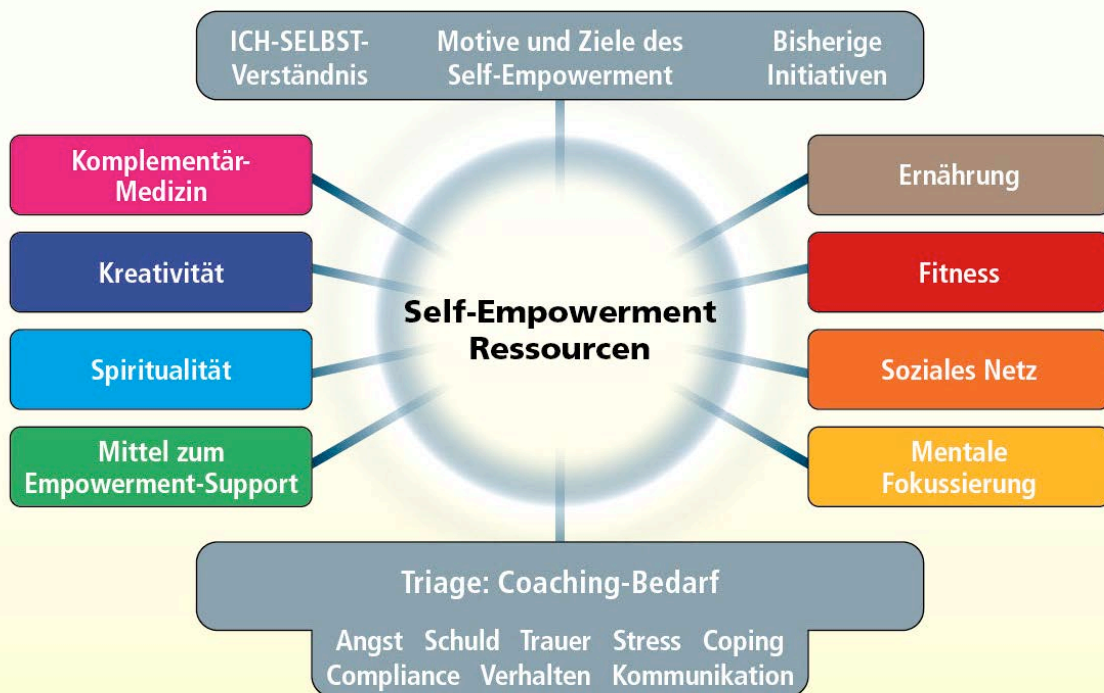 ICH-SELBST-
Verständnis
Motive und Ziele des
Self-Empowerment
Bisherige
Initiativen
Komplementär-
Medizin
Kreativität
Spiritualität
Mittel zum
Empowerment-Support
Self-Empowerment
Ressourcen
Ernährung
Fitness
Soziales Netz
Mentale
Fokussierung
Triage: Coaching-Bedarf
Angst Schuld Trauer Stress Coping
Compliance Verhalten Kommunikation